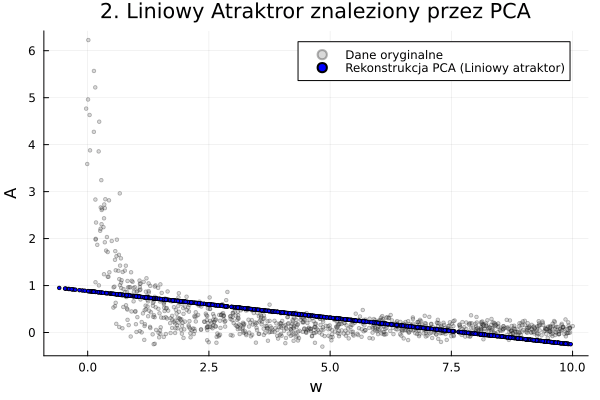 2. Liniowy Atraktror znaleziony przez PCA
Dane oryginalne
Rekonstrukcja PCA (Liniowy atraktor)
6
5
4
3
2
1
0
A
0.0 2.5 5.0 7.5 10.0
w